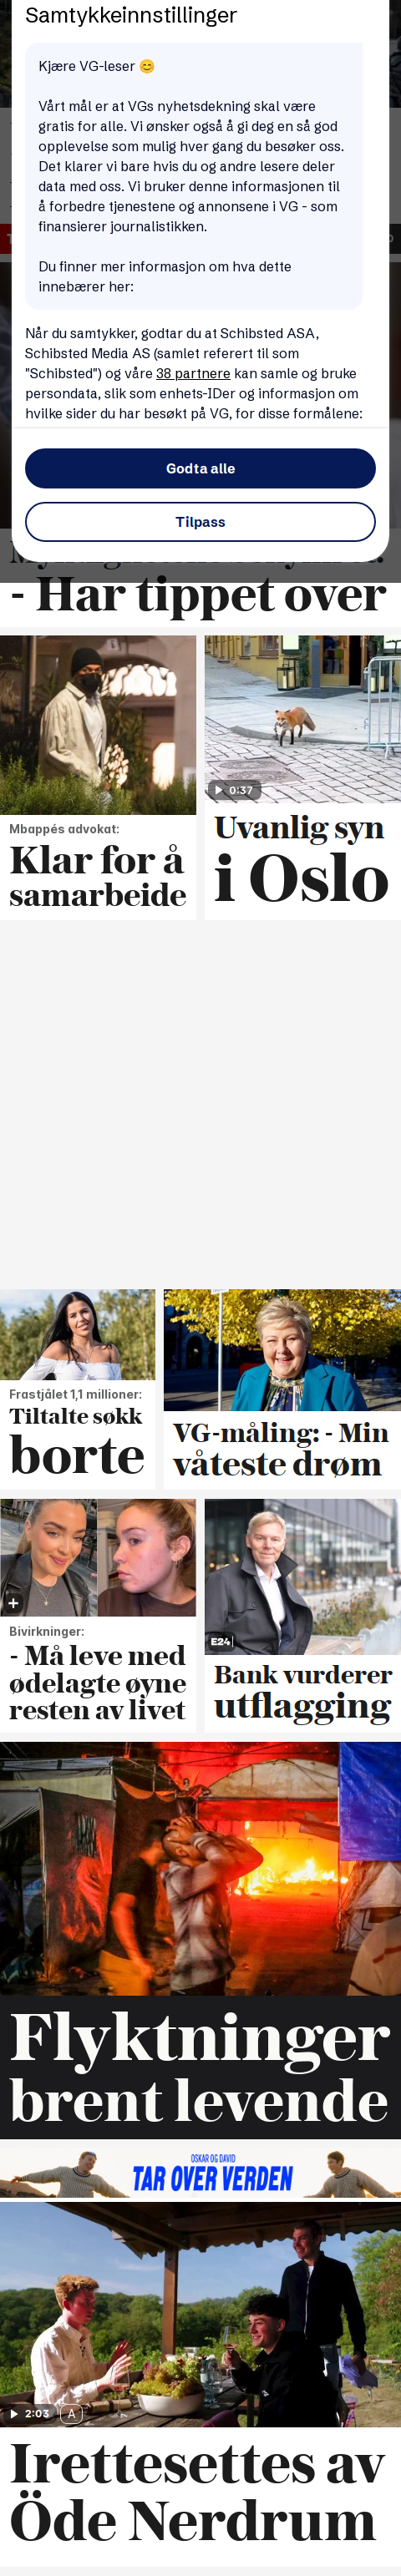 Samtykkeinnstillinger
Kjære VG-leser 😊
Vårt mål er at VGs nyhetsdekning skal være
gratis for alle. Vi ønsker også å gi deg en så god
opplevelse som mulig hver gang du besøker oss.
Det klarer vi bare hvis du og andre lesere deler
data med oss. Vi bruker denne informasjonen til
å forbedre tjenestene og annonsene i VG - som
finansierer journalistikken.
Du finner mer informasjon om hva dette
innebærer her:
Når du samtykker, godtar du at Schibsted ASA,
Schibsted Media AS (samlet referert til som
"Schibsted") og våre 38 partnere kan samle og bruke
persondata, slik som enhets-IDer og informasjon om
hvilke sider du har besøkt på VG, for disse formålene:
Godta alle
Tilpass
- Har tippet over
0:37
Mbappés advokat:
Klar for å
samarbeide
Uvanlig syn
i Oslo
Frastjålet 1,1 millioner:
Tiltalte søkk
borte
VG-måling: - Min
våteste drøm
Bivirkninger:
- Må leve med
ødelagte øyne
resten av livet
E24
Bank vurderer
utflagging
Flyktninger
brent levende
OSKAR OG DAVID
TAR OVER VERDEN
2:03 A
Irettesettes av
Öde Nerdrum